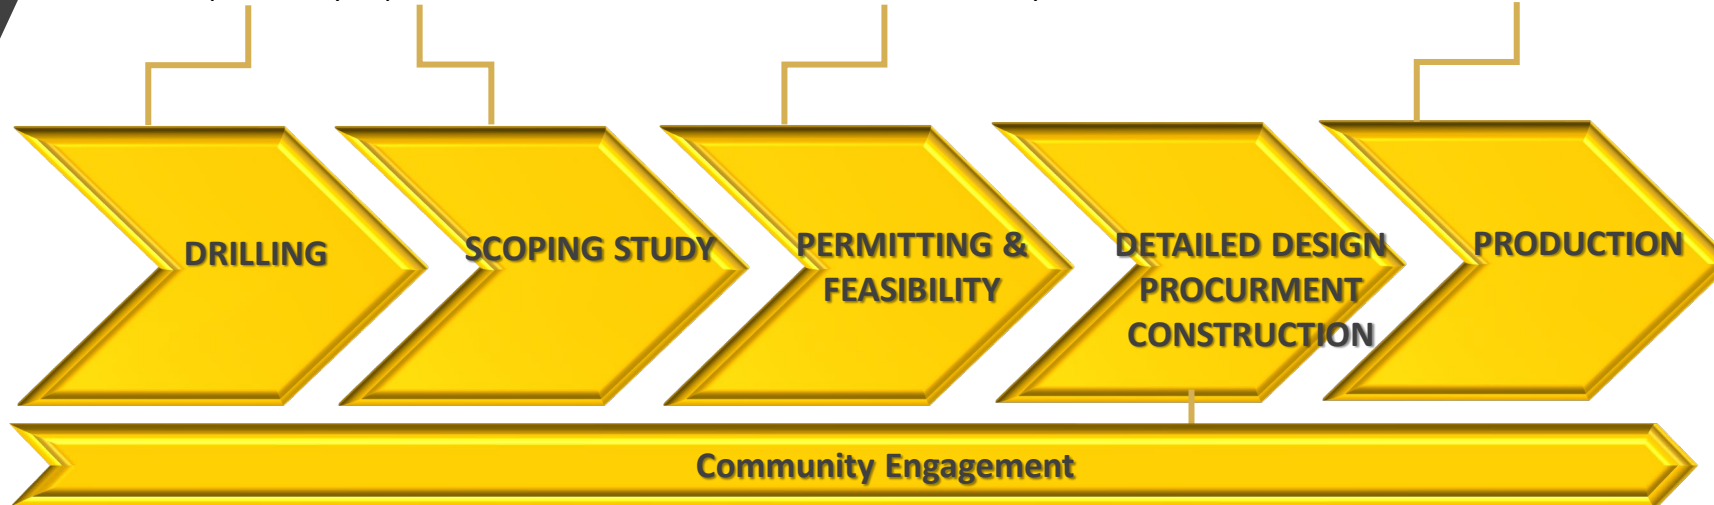 DRILLING
SCOPING STUDY
PERMITTING &
FEASIBILITY
DETAILED DESIGN
PROCURMENT
CONSTRUCTION
PRODUCTION
Community Engagement